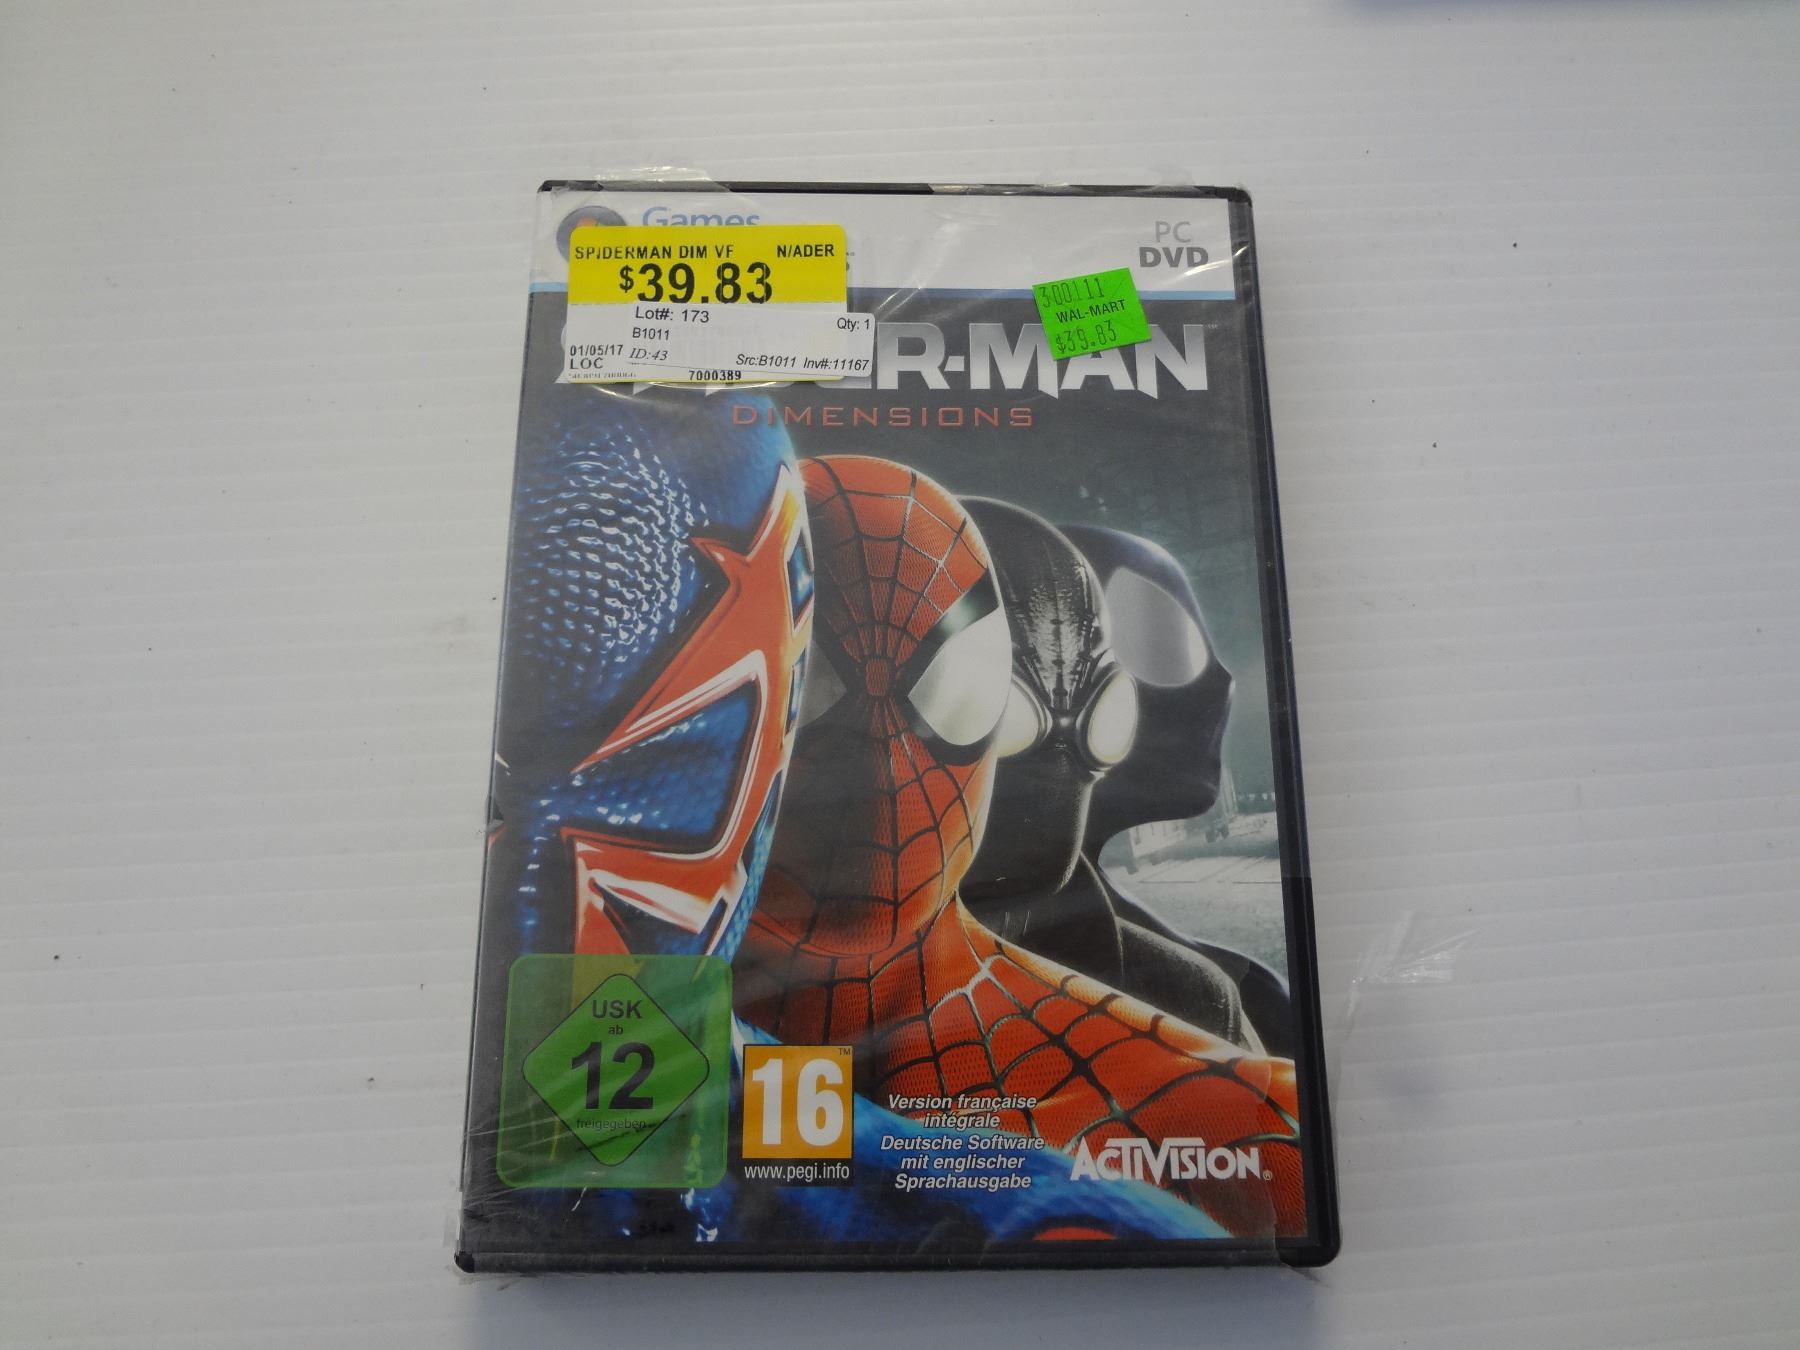 Games
PC
DVD
SPIDERMAN DIM VF N/ADER
$39.83
Lot#: 173
Qty: 1
B1011
01/05/17 ID:43
Src:B1011 Inv#:11167
LOC
7000389
300111
WAL-MART
$39.83
ER-MAN
DIMENSIONS
USK
ab
12
freigegeben
16 TM
www.pegi.info
Version française
intégrale
Deutsche Software
mit englischer
Sprachausgabe
ACTIVISION®